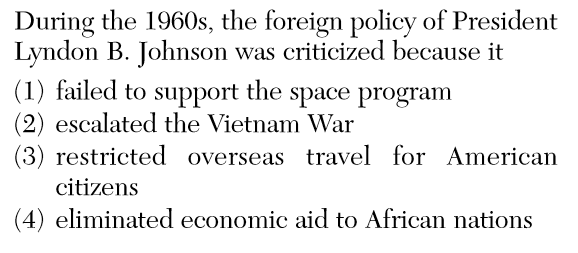 During the 1960s, the foreign policy of President
Lyndon B. Johnson was criticized because it
(1) failed to support the space program
(2) escalated the Vietnam War
(3) restricted overseas travel for American
citizens
(4) eliminated economic aid to African nations